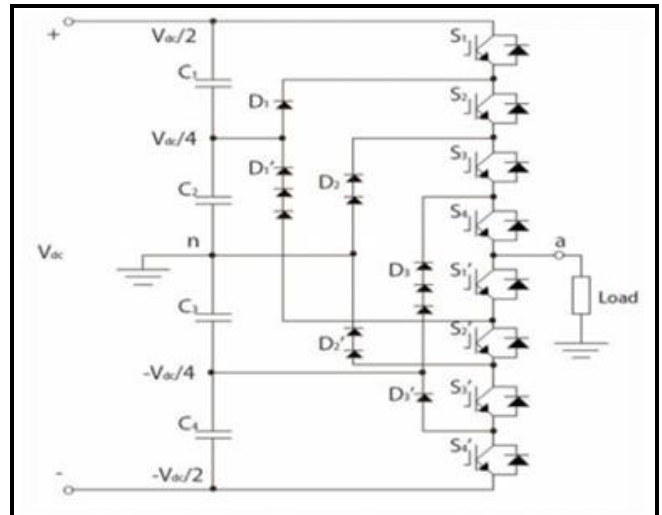 +
Vdc/2
S₁
C₁
S₂
D₁
Vdc/4
S₃
D₁'
D₂
C₂
S₄
n
a
Vdc
D₃
S₁'
Load
C₃
S₂'
D₂'
-Vdc/4
D₃'
S₃'
C₄
S₄'
-
-Vdc/2